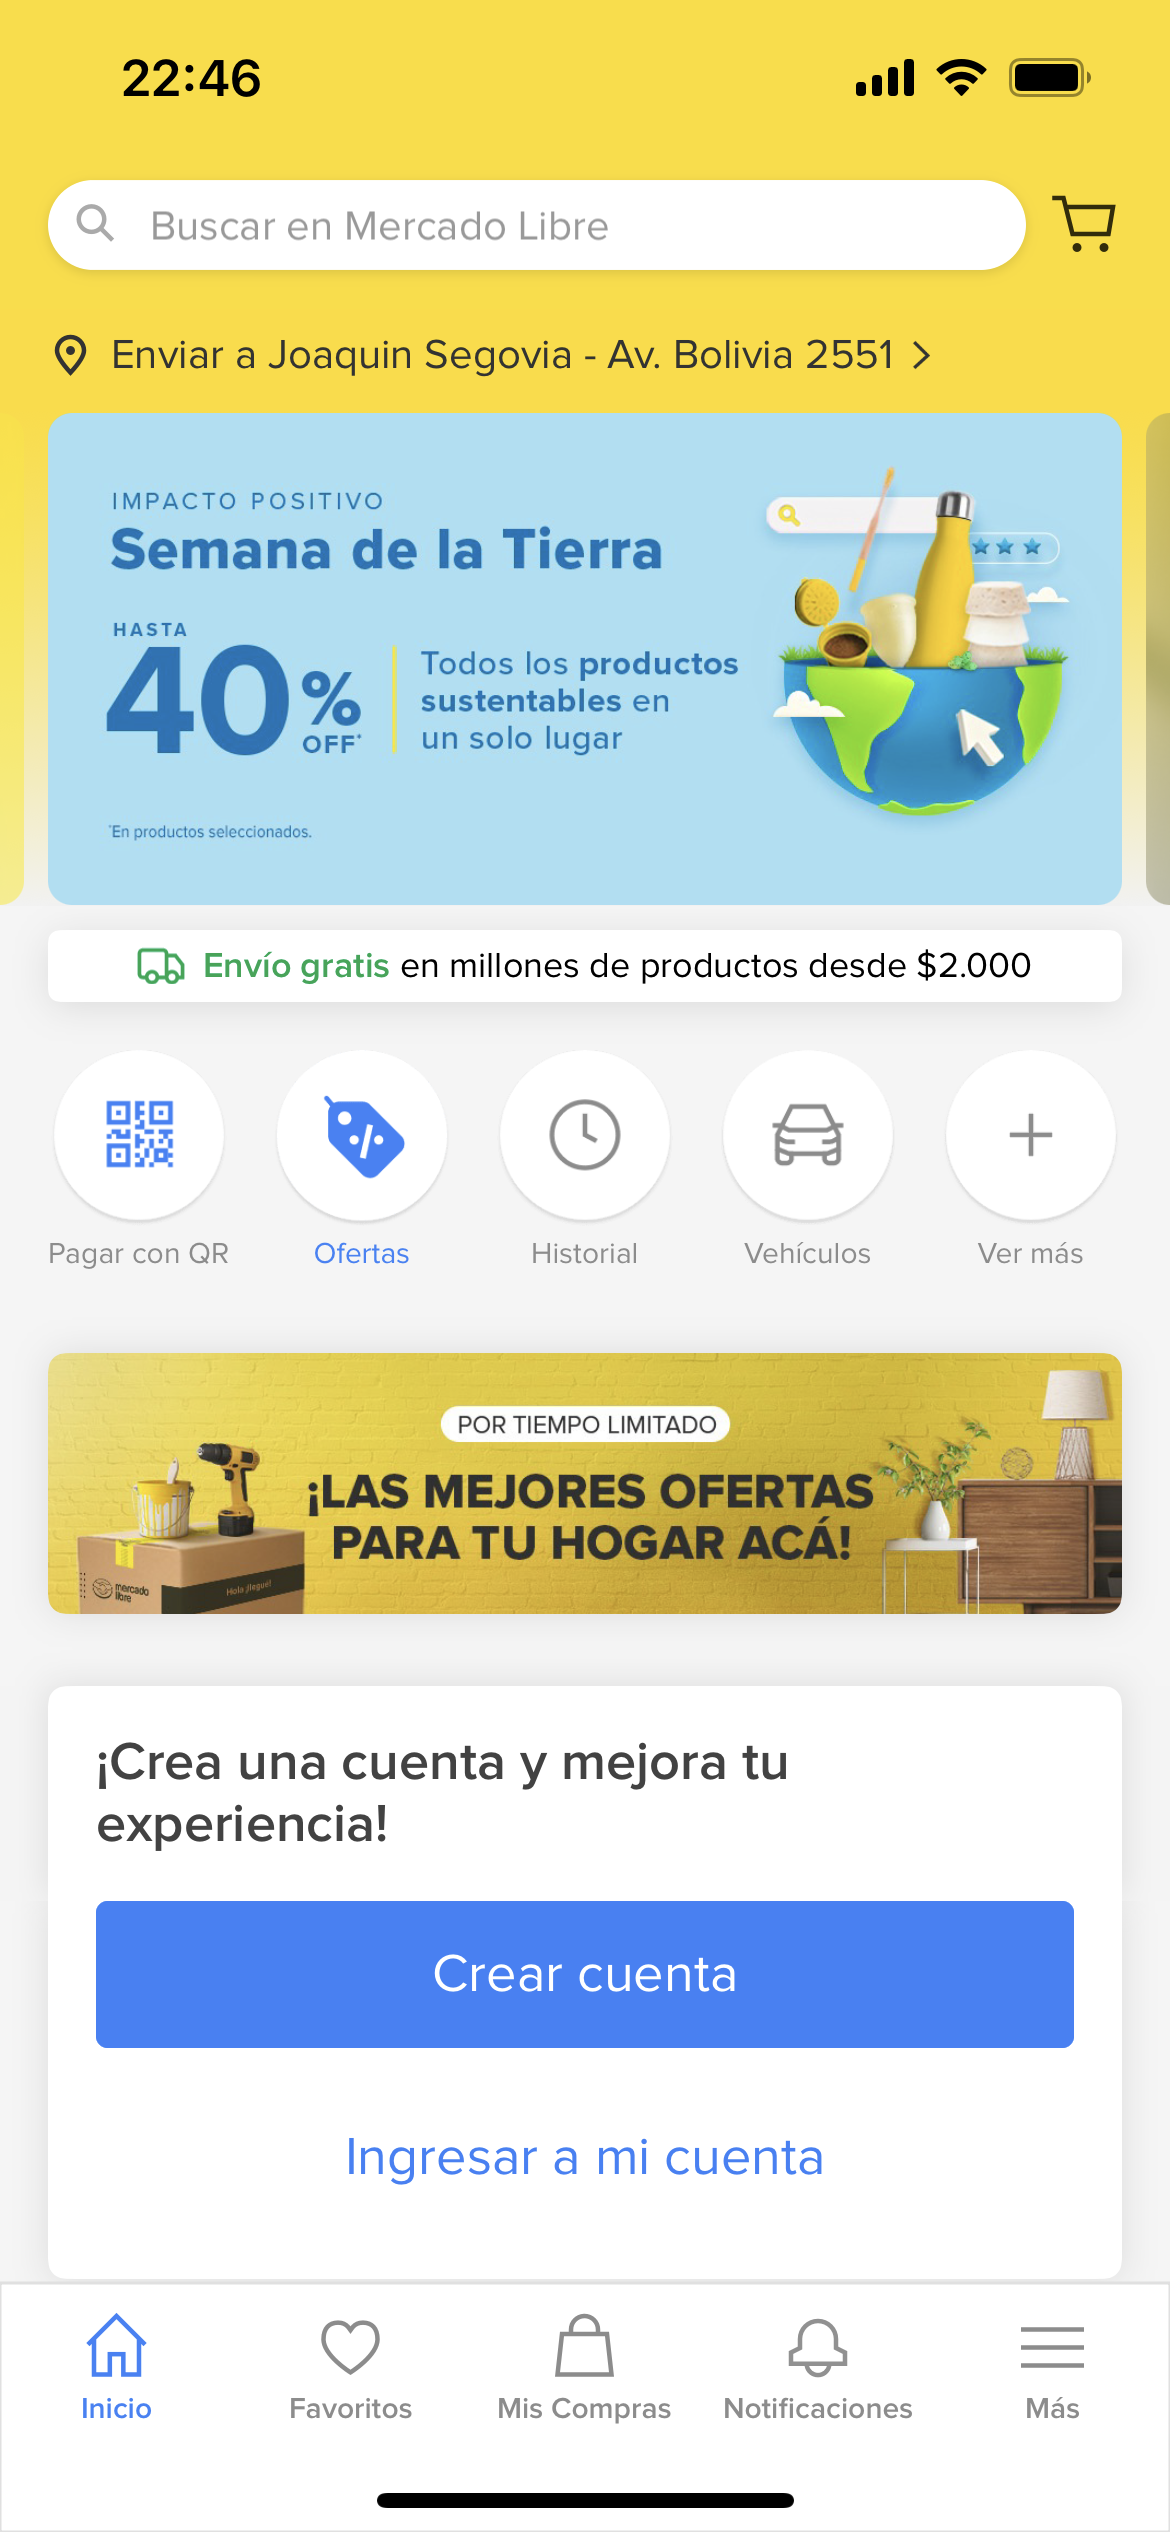 22:46
Buscar en Mercado Libre
Enviar a Joaquin Segovia - Av. Bolivia 2551
IMPACTO POSITIVO
Semana de la Tierra
HASTA
40%
OFF*
Todos los productos
sustentables en
un solo lugar
*En productos seleccionados.
Envío gratis en millones de productos desde $2.000
Pagar con QR
Ofertas
Historial
Vehículos
Ver más
POR TIEMPO LIMITADO
¡LAS MEJORES OFERTAS
PARA TU HOGAR ACÁ!
mercado
libre
Hola ¡llegué!
¡Crea una cuenta y mejora tu
experiencia!
Crear cuenta
Ingresar a mi cuenta
Inicio
Favoritos
Mis Compras
Notificaciones
Más